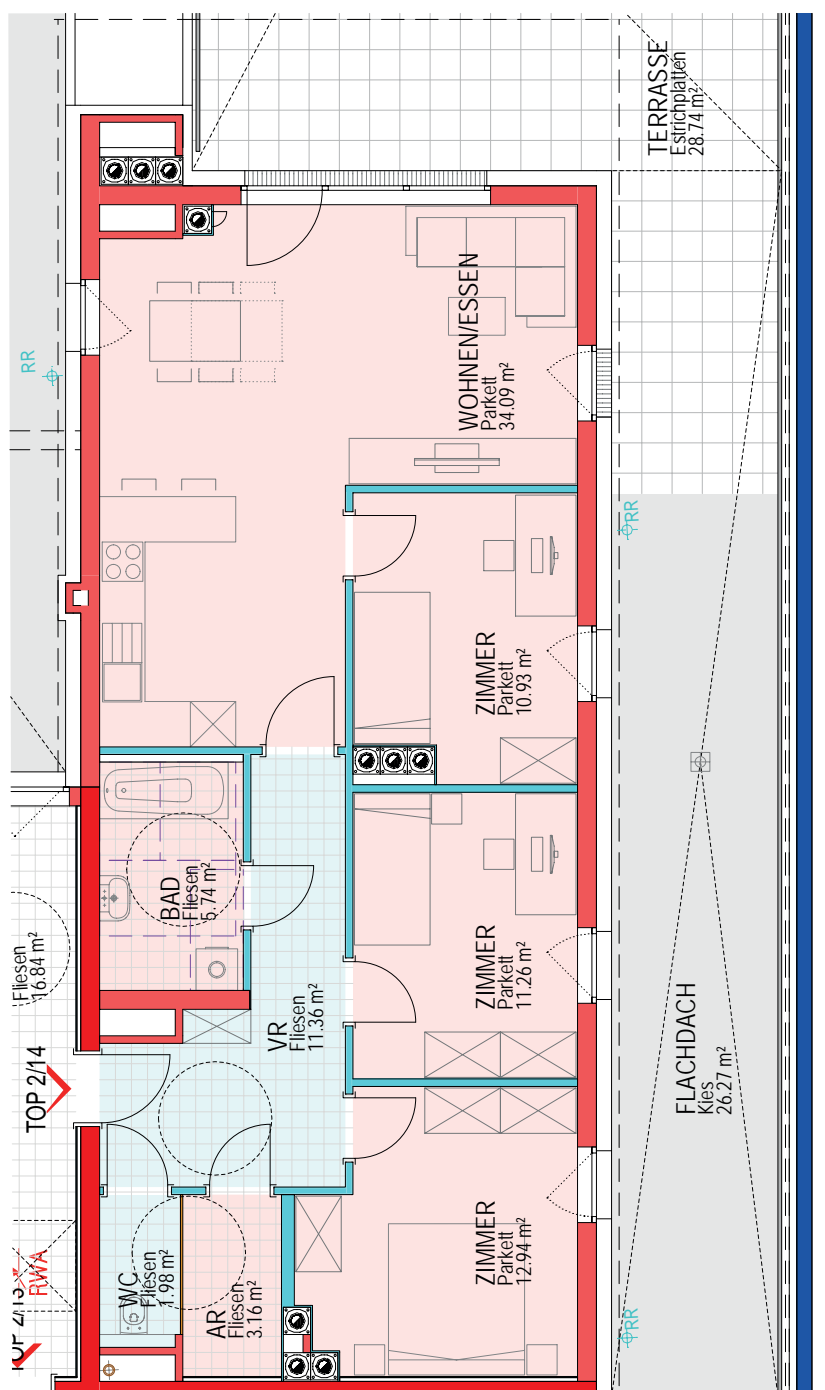 TERRASSE
Estrichplatten
28.74 m²
RR
WOHNEN/ESSEN
Parkett
34.09 m²
RR
ZIMMER
Parkett
10.93 m²
BAD
Fliesen
5.74 m²
Fliesen
16.84 m²
ZIMMER
Parkett
11.26 m²
VR
Fliesen
11.36 m²
FLACHDACH
Kies
26.27 m²
TOP 2/14
ZIMMER
Parkett
12.94 m²
WC
Fliesen
1.98 m²
AR
Fliesen
3.16 m²
RWA
RR